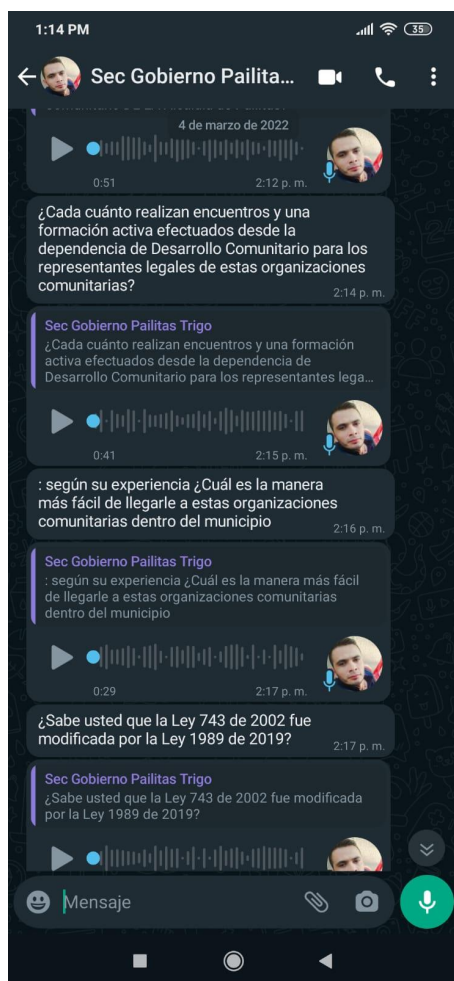 1:14 PM
35
Sec Gobierno Pailita...
4 de marzo de 2022
0:51
2:12 p. m.
¿Cada cuánto realizan encuentros y una
formación activa efectuados desde la
dependencia de Desarrollo Comunitario para los
representantes legales de estas organizaciones
comunitarias?
2:14 p. m.
Sec Gobierno Pailitas Trigo
¿Cada cuánto realizan encuentros y una formación
activa efectuados desde la dependencia de
Desarrollo Comunitario para los representantes lega...
0:41
2:15 p. m.
: según su experiencia ¿Cuál es la manera
más fácil de llegarle a estas organizaciones
comunitarias dentro del municipio
2:16 p. m.
Sec Gobierno Pailitas Trigo
: según su experiencia ¿Cuál es la manera más fácil
de llegarle a estas organizaciones comunitarias
dentro del municipio
0:29
2:17 p. m.
¿Sabe usted que la Ley 743 de 2002 fue
modificada por la Ley 1989 de 2019?
2:17 p. m.
Sec Gobierno Pailitas Trigo
¿Sabe usted que la Ley 743 de 2002 fue modificada
por la Ley 1989 de 2019?
Mensaje